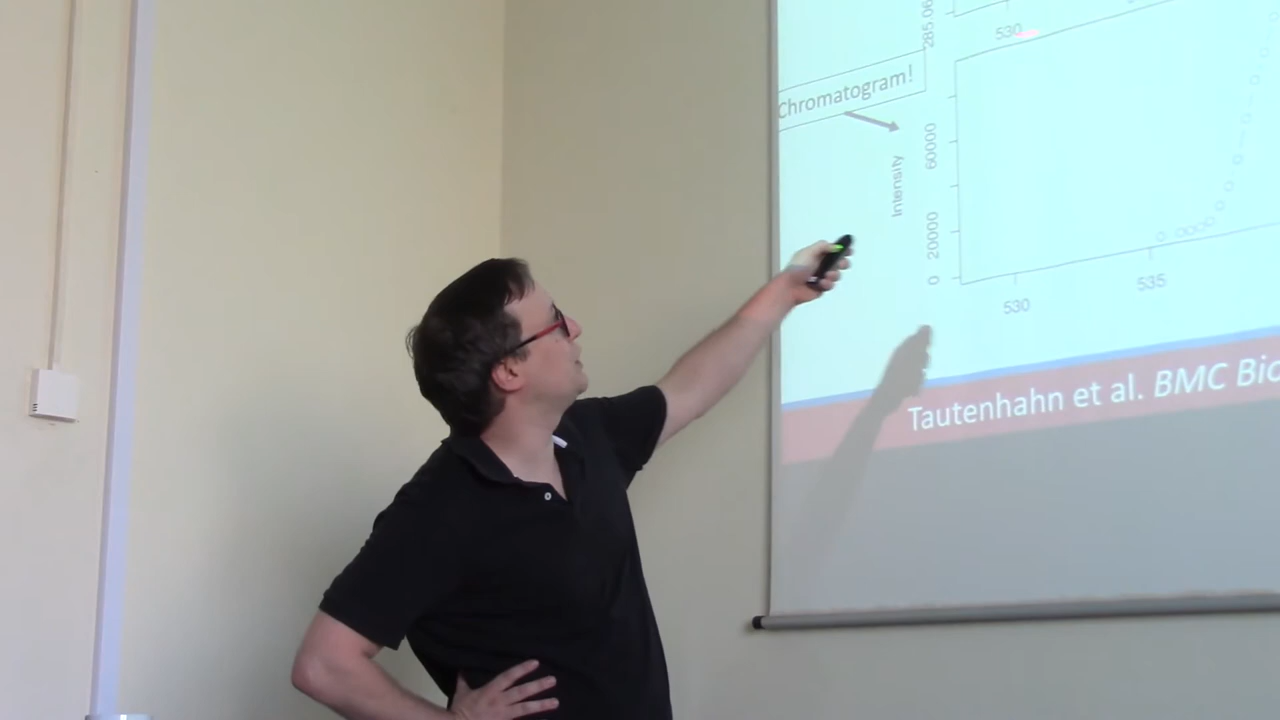 285.06
530
Chromatogram!
Intensity
0 20000 60000
530 535
Tautenhahn et al. BMC Bio